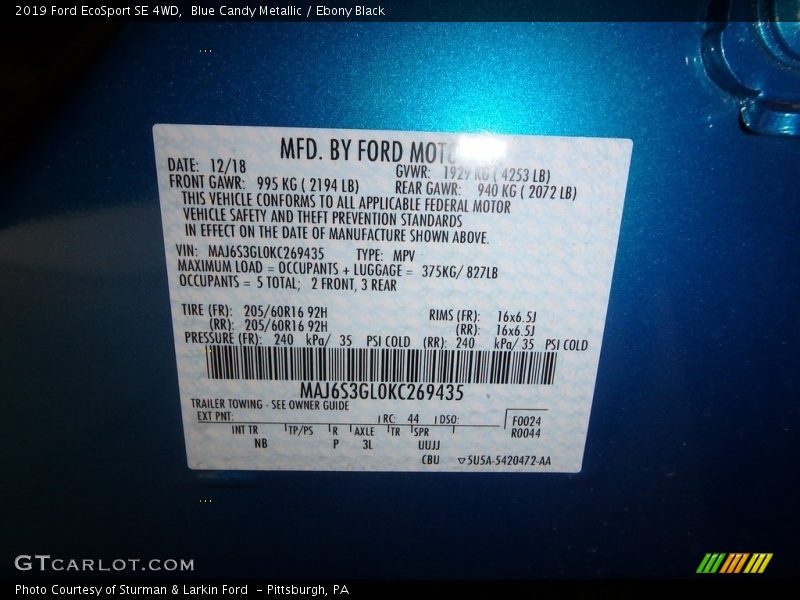 2019 Ford EcoSport SE 4WD, Blue Candy Metallic / Ebony Black
MFD. BY FORD
DATE: 12/18 GVWR: 1929 KG ( 4253 LB)
FRONT GAWR: 995 KG ( 2194 LB) REAR GAWR: 940 KG ( 2072 LB)
THIS VEHICLE CONFORMS TO ALL APPLICABLE FEDERAL MOTOR
VEHICLE SAFETY AND THEFT PREVENTION STANDARDS
IN EFFECT ON THE DATE OF MANUFACTURE SHOWN ABOVE.
VIN: MAJ6S3GL0KC269435 TYPE: MPV
MAXIMUM LOAD = OCCUPANTS + LUGGAGE = 375KG/ 827LB
OCCUPANTS = 5 TOTAL; 2 FRONT, 3 REAR
TIRE (FR): 205/60R16 92H RIMS (FR): 16x6.5J
(RR): 205/60R16 92H (RR): 16x6.5J
PRESSURE (FR): 240 kPa/ 35 PSI COLD (RR): 240 kPa/ 35 PSI COLD
MAJ6S3GL0KC269435
TRAILER TOWING - SEE OWNER GUIDE
EXT PNT: RC: 44 DSO: F0024
INT TR TP/PS R AXLE TR SPR R0044
NB P 3L UUJJ
CBU 5U5A-5420472-AA
GTCARLOT.COM
Photo Courtesy of Sturman & Larkin Ford - Pittsburgh, PA